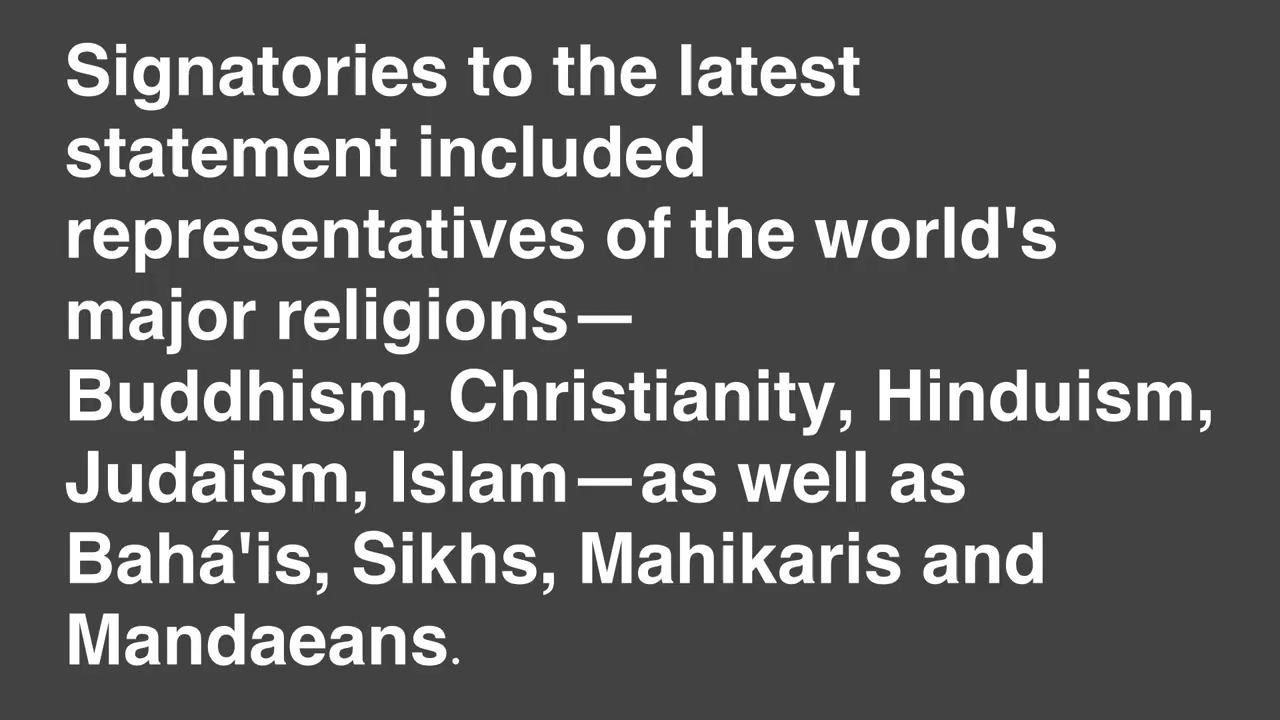 Signatories to the latest
statement included
representatives of the world's
major religions—
Buddhism, Christianity, Hinduism,
Judaism, Islam—as well as
Bahá'is, Sikhs, Mahikaris and
Mandaeans.